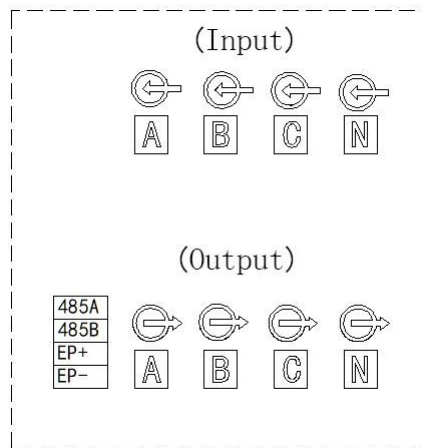 (Input)
A B C N
(Output)
485A
485B
EP+
EP-
A B C N